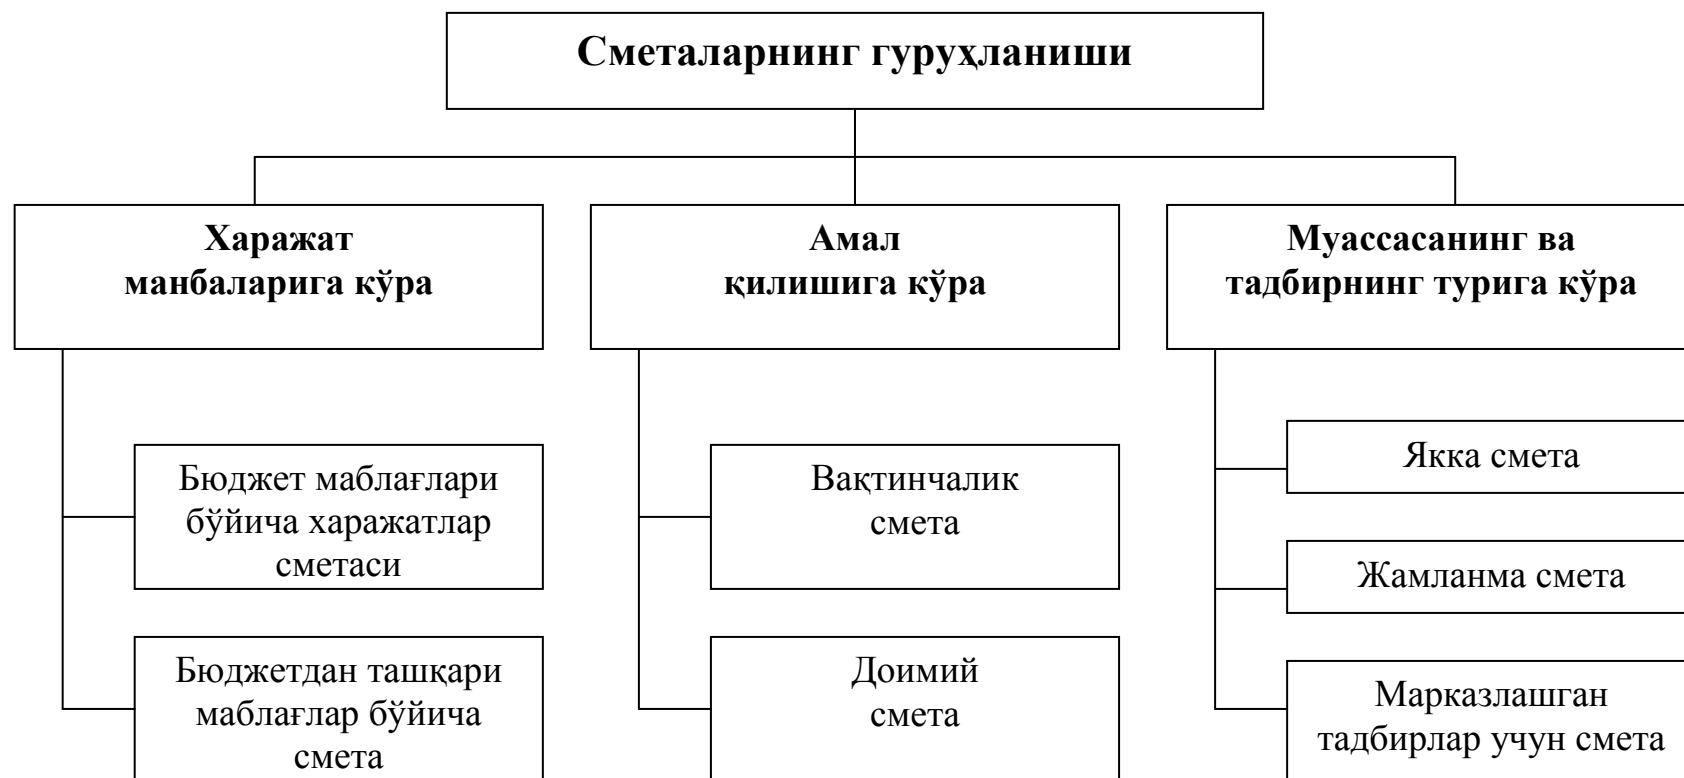 Сметаларнинг гуруҳланиши
Харажат
манбаларига кўра
Амал
қилишига кўра
Муассасанинг ва
тадбирнинг турига кўра
Бюджет маблағлари
бўйича харажатлар
сметаси
Бюджетдан ташқари
маблағлар бўйича
смета
Вақтинчалик
смета
Доимий
смета
Якка смета
Жамланма смета
Марказлашган
тадбирлар учун смета